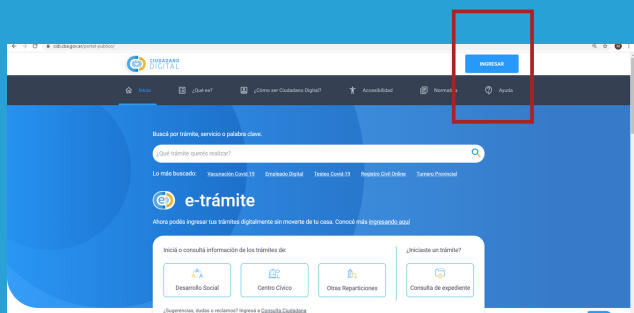 cidi.cba.gov.ar/portal-publico/
CIUDADANO
DIGITAL
INGRESAR
Inicio
¿Qué es?
¿Cómo ser Ciudadano Digital?
Accesibilidad
Normativa
Ayuda
Buscá por trámite, servicio o palabra clave.
¿Qué trámite querés realizar?
Lo más buscado: Vacunación Covid 19 Empleado Digital Testeo Covid-19 Registro Civil Online Turnero Provincial
e-trámite
Ahora podés ingresar tus trámites digitalmente sin moverte de tu casa. Conocé más ingresando aquí
Iniciá o consultá información de los trámites de:
¿Iniciaste un trámite?
Desarrollo Social
Centro Cívico
Otras Reparticiones
Consulta de expediente
¿Sugerencias, dudas o reclamos? Ingresá a Consulta Ciudadana